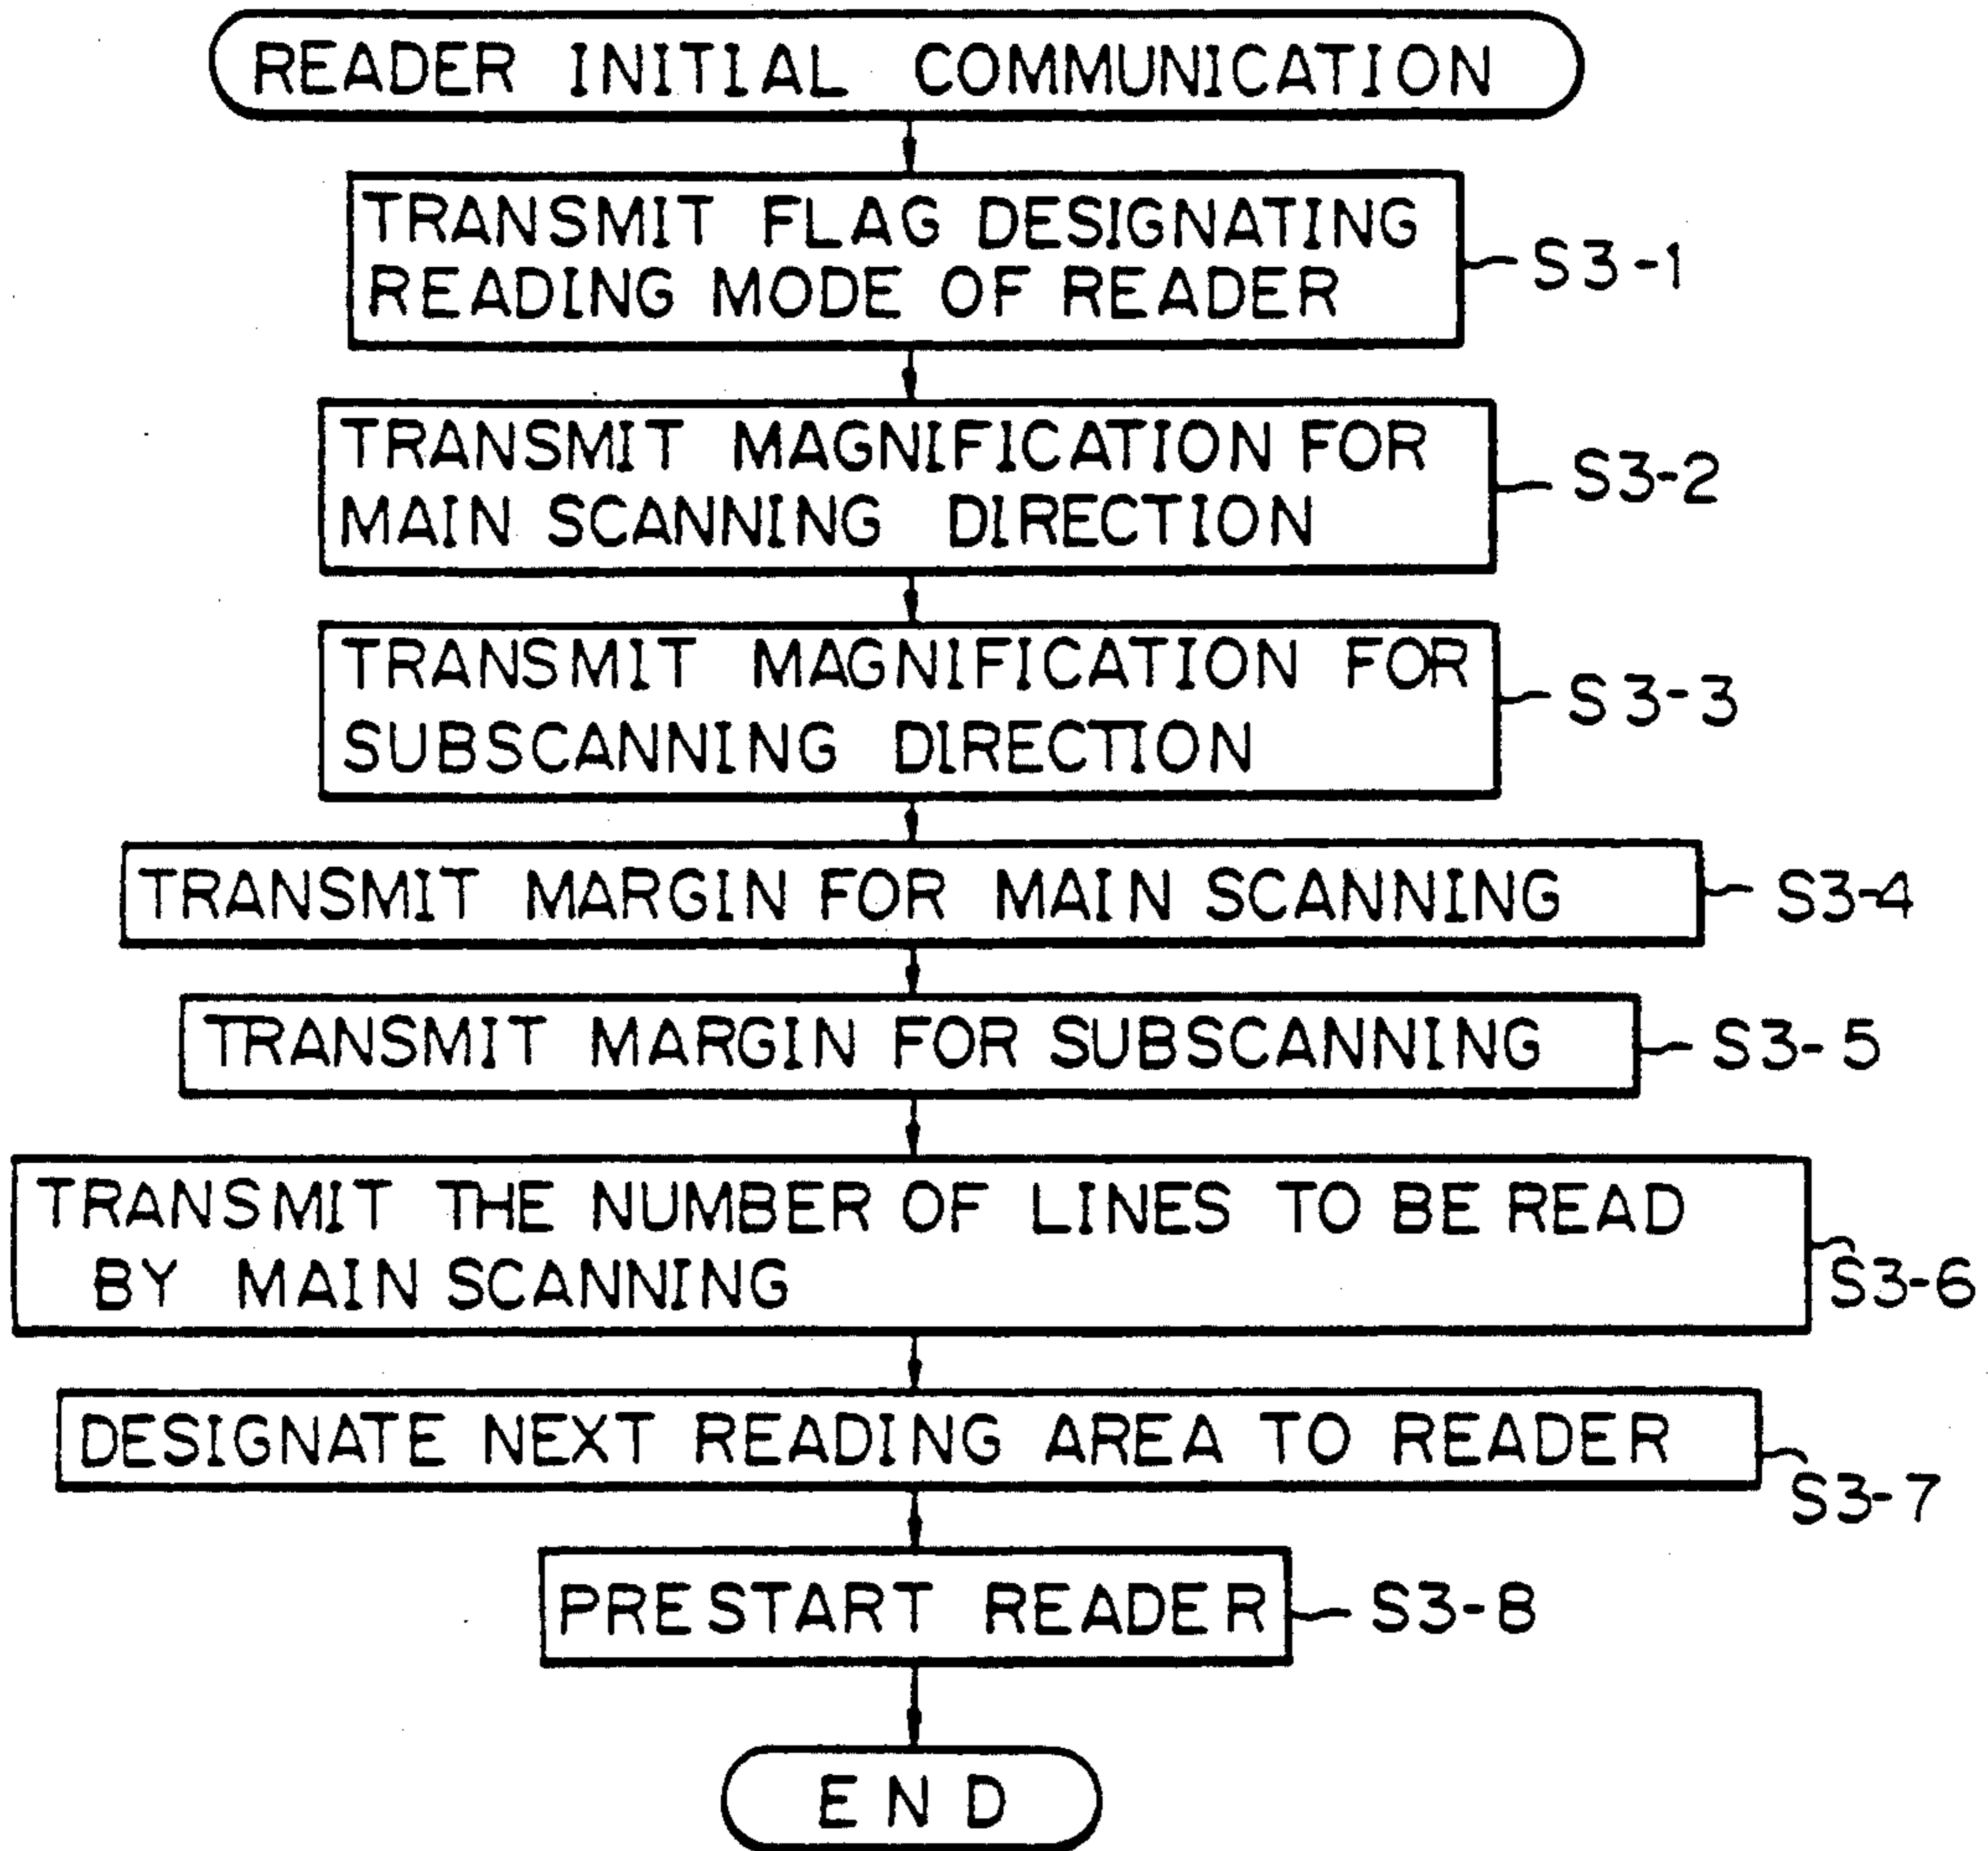 READER INITIAL COMMUNICATION
TRANSMIT FLAG DESIGNATING
READING MODE OF READER
S3-1
TRANSMIT MAGNIFICATION FOR
MAIN SCANNING DIRECTION
S3-2
TRANSMIT MAGNIFICATION FOR
SUBSCANNING DIRECTION
S3-3
TRANSMIT MARGIN FOR MAIN SCANNING
S3-4
TRANSMIT MARGIN FOR SUBSCANNING
S3-5
TRANSMIT THE NUMBER OF LINES TO BE READ
BY MAIN SCANNING
S3-6
DESIGNATE NEXT READING AREA TO READER
S3-7
PRESTART READER
S3-8
END